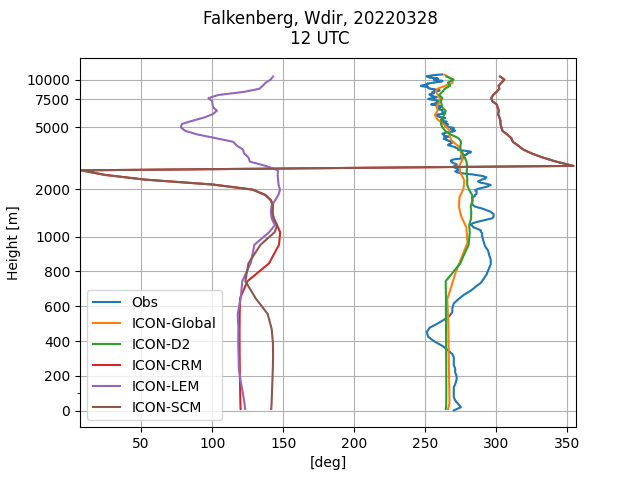 Falkenberg, Wdir, 20220328
12 UTC
Height [m]
10000
7500
5000
2000
1000
800
600
400
200
0
Obs
ICON-Global
ICON-D2
ICON-CRM
ICON-LEM
ICON-SCM
50 100 150 200 250 300 350
[deg]